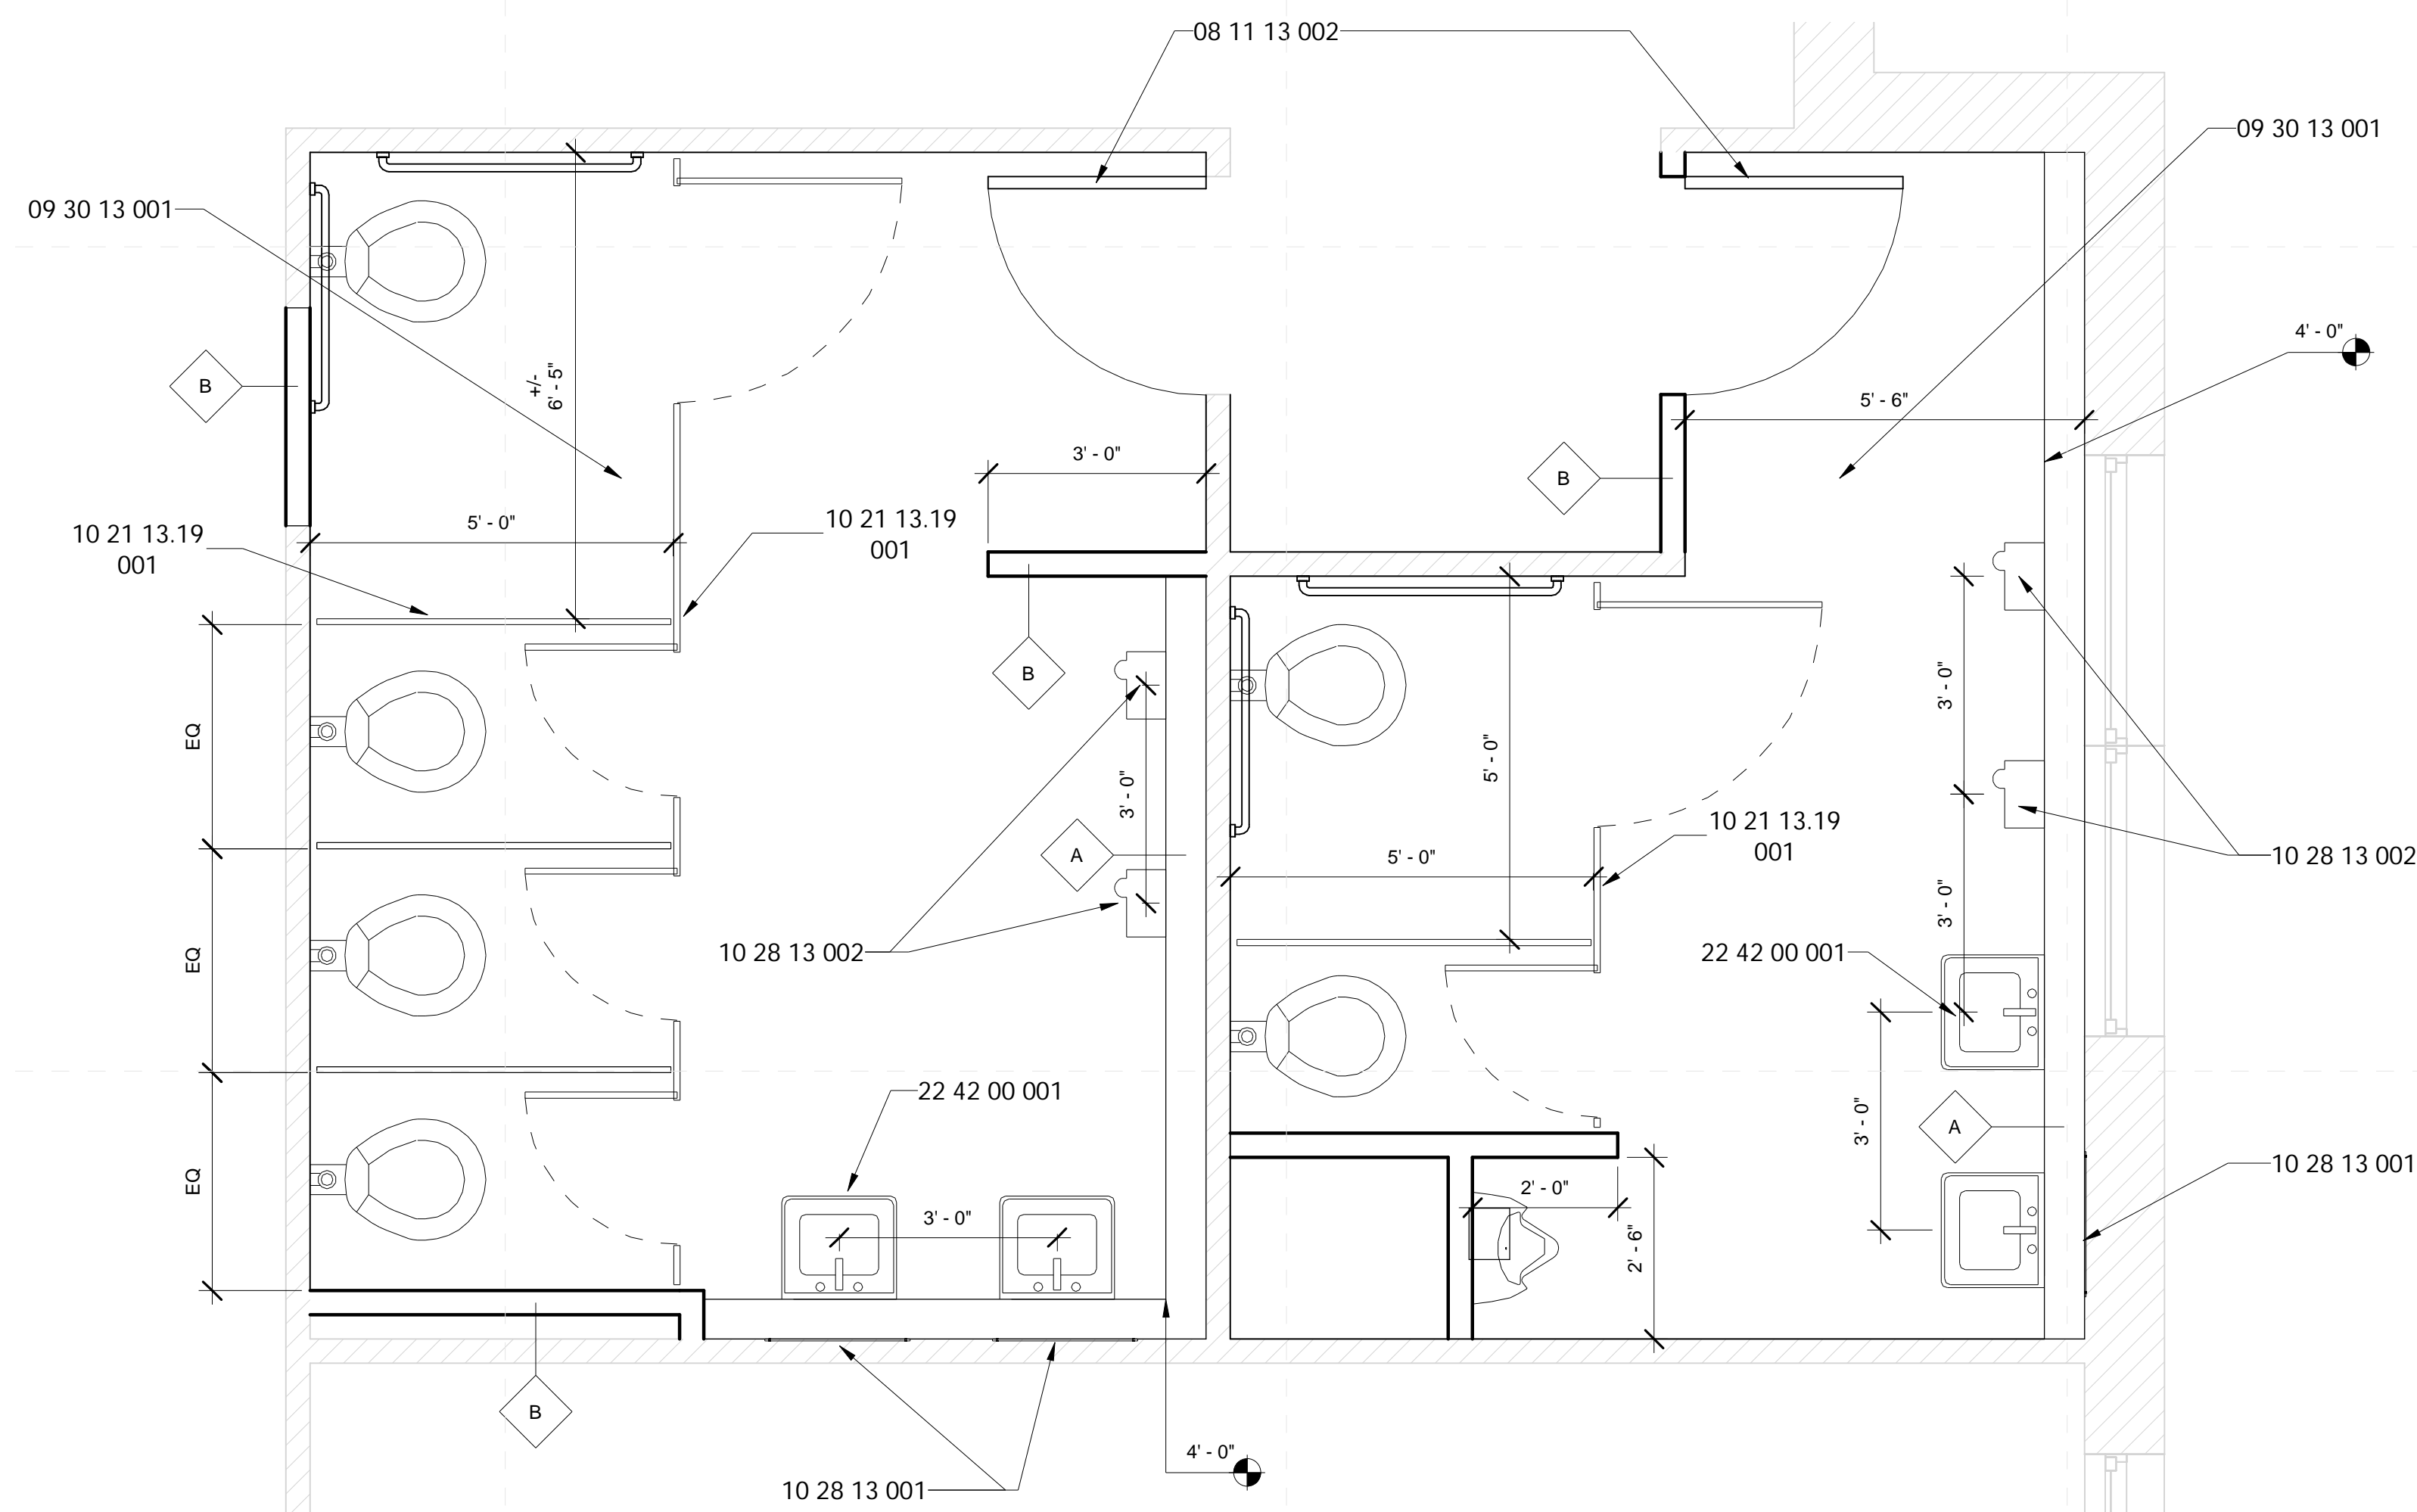 08 11 13 002
09 30 13 001
09 30 13 001
4' - 0"
B
+/-
6' - 5"
5' - 6"
3' - 0"
B
5' - 0"
10 21 13.19
001
10 21 13.19
001
B
3' - 0"
EQ
3' - 0"
5' - 0"
A
10 21 13.19
001
5' - 0"
10 28 13 002
3' - 0"
10 28 13 002
22 42 00 001
EQ
22 42 00 001
3' - 0"
A
10 28 13 001
EQ
3' - 0"
2' - 0"
2' - 6"
B
4' - 0"
10 28 13 001